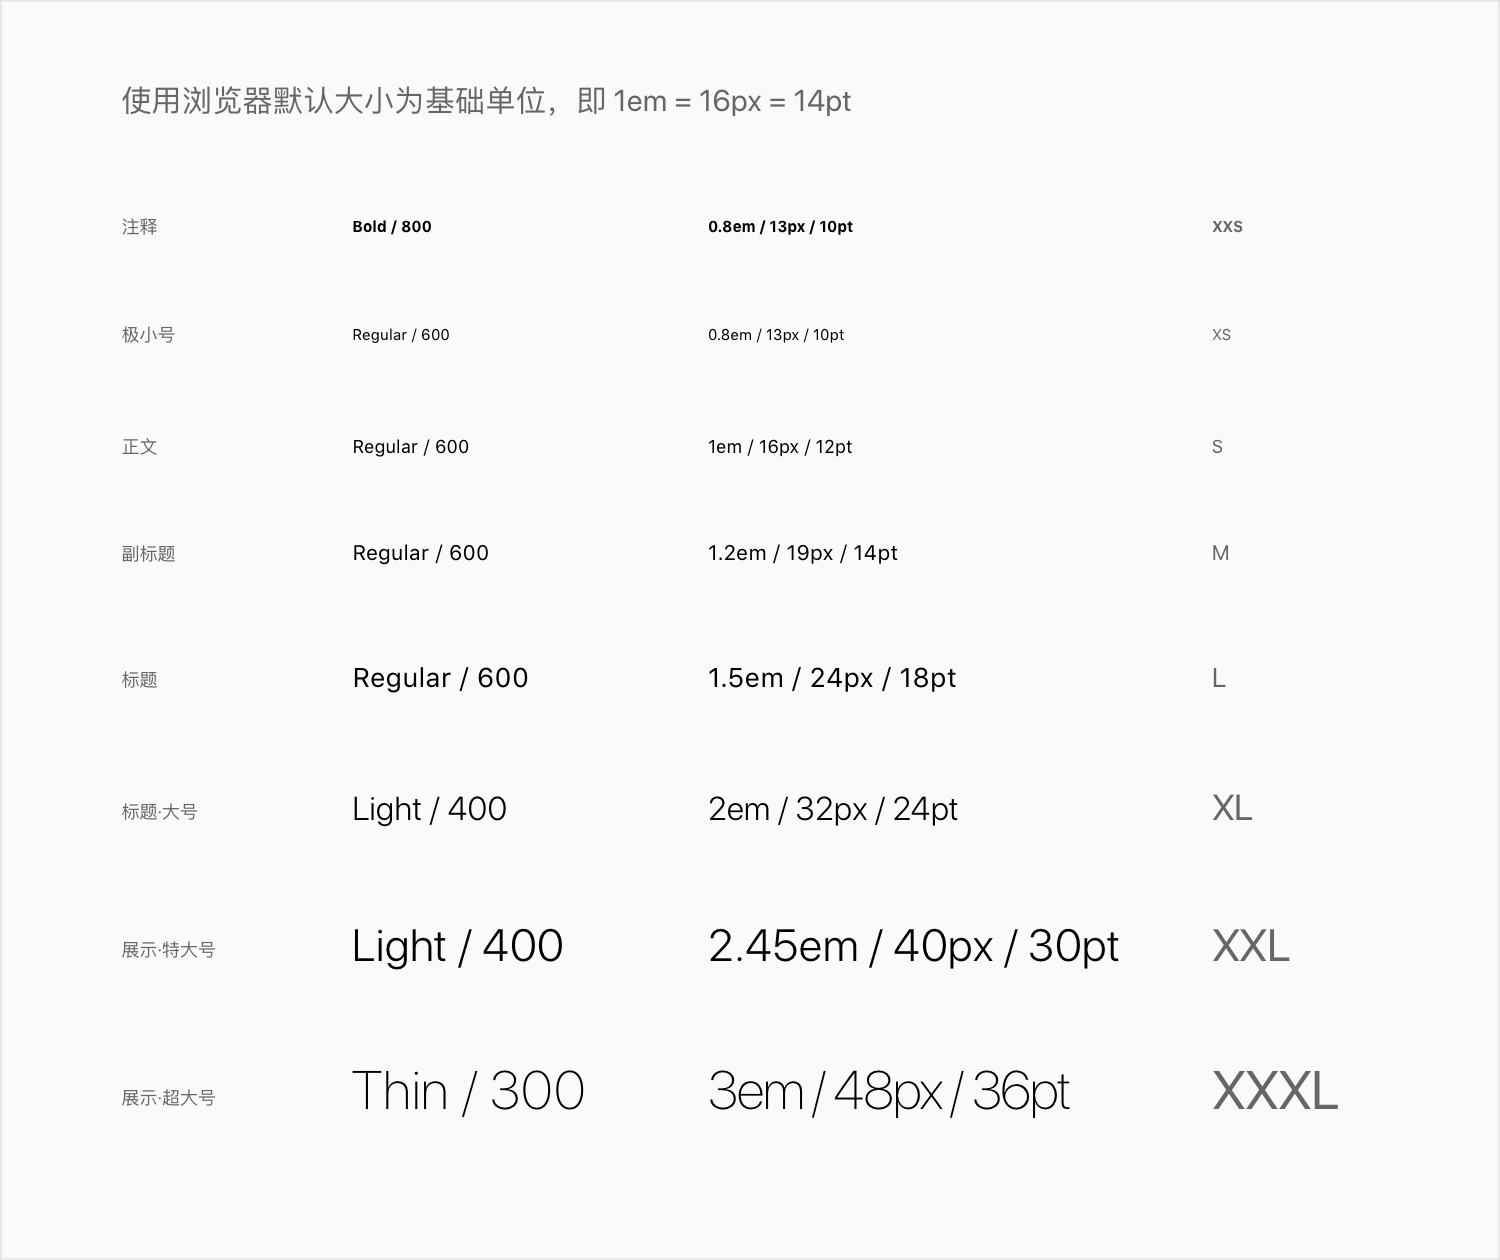 使用浏览器默认大小为基础单位，即 1em = 16px = 14pt
注释 Bold / 800 0.8em / 13px / 10pt XXS
极小号 Regular / 600 0.8em / 13px / 10pt XS
正文 Regular / 600 1em / 16px / 12pt S
副标题 Regular / 600 1.2em / 19px / 14pt M
标题 Regular / 600 1.5em / 24px / 18pt L
标题·大号 Light / 400 2em / 32px / 24pt XL
展示·特大号 Light / 400 2.45em / 40px / 30pt XXL
展示·超大号 Thin / 300 3em / 48px / 36pt XXXL